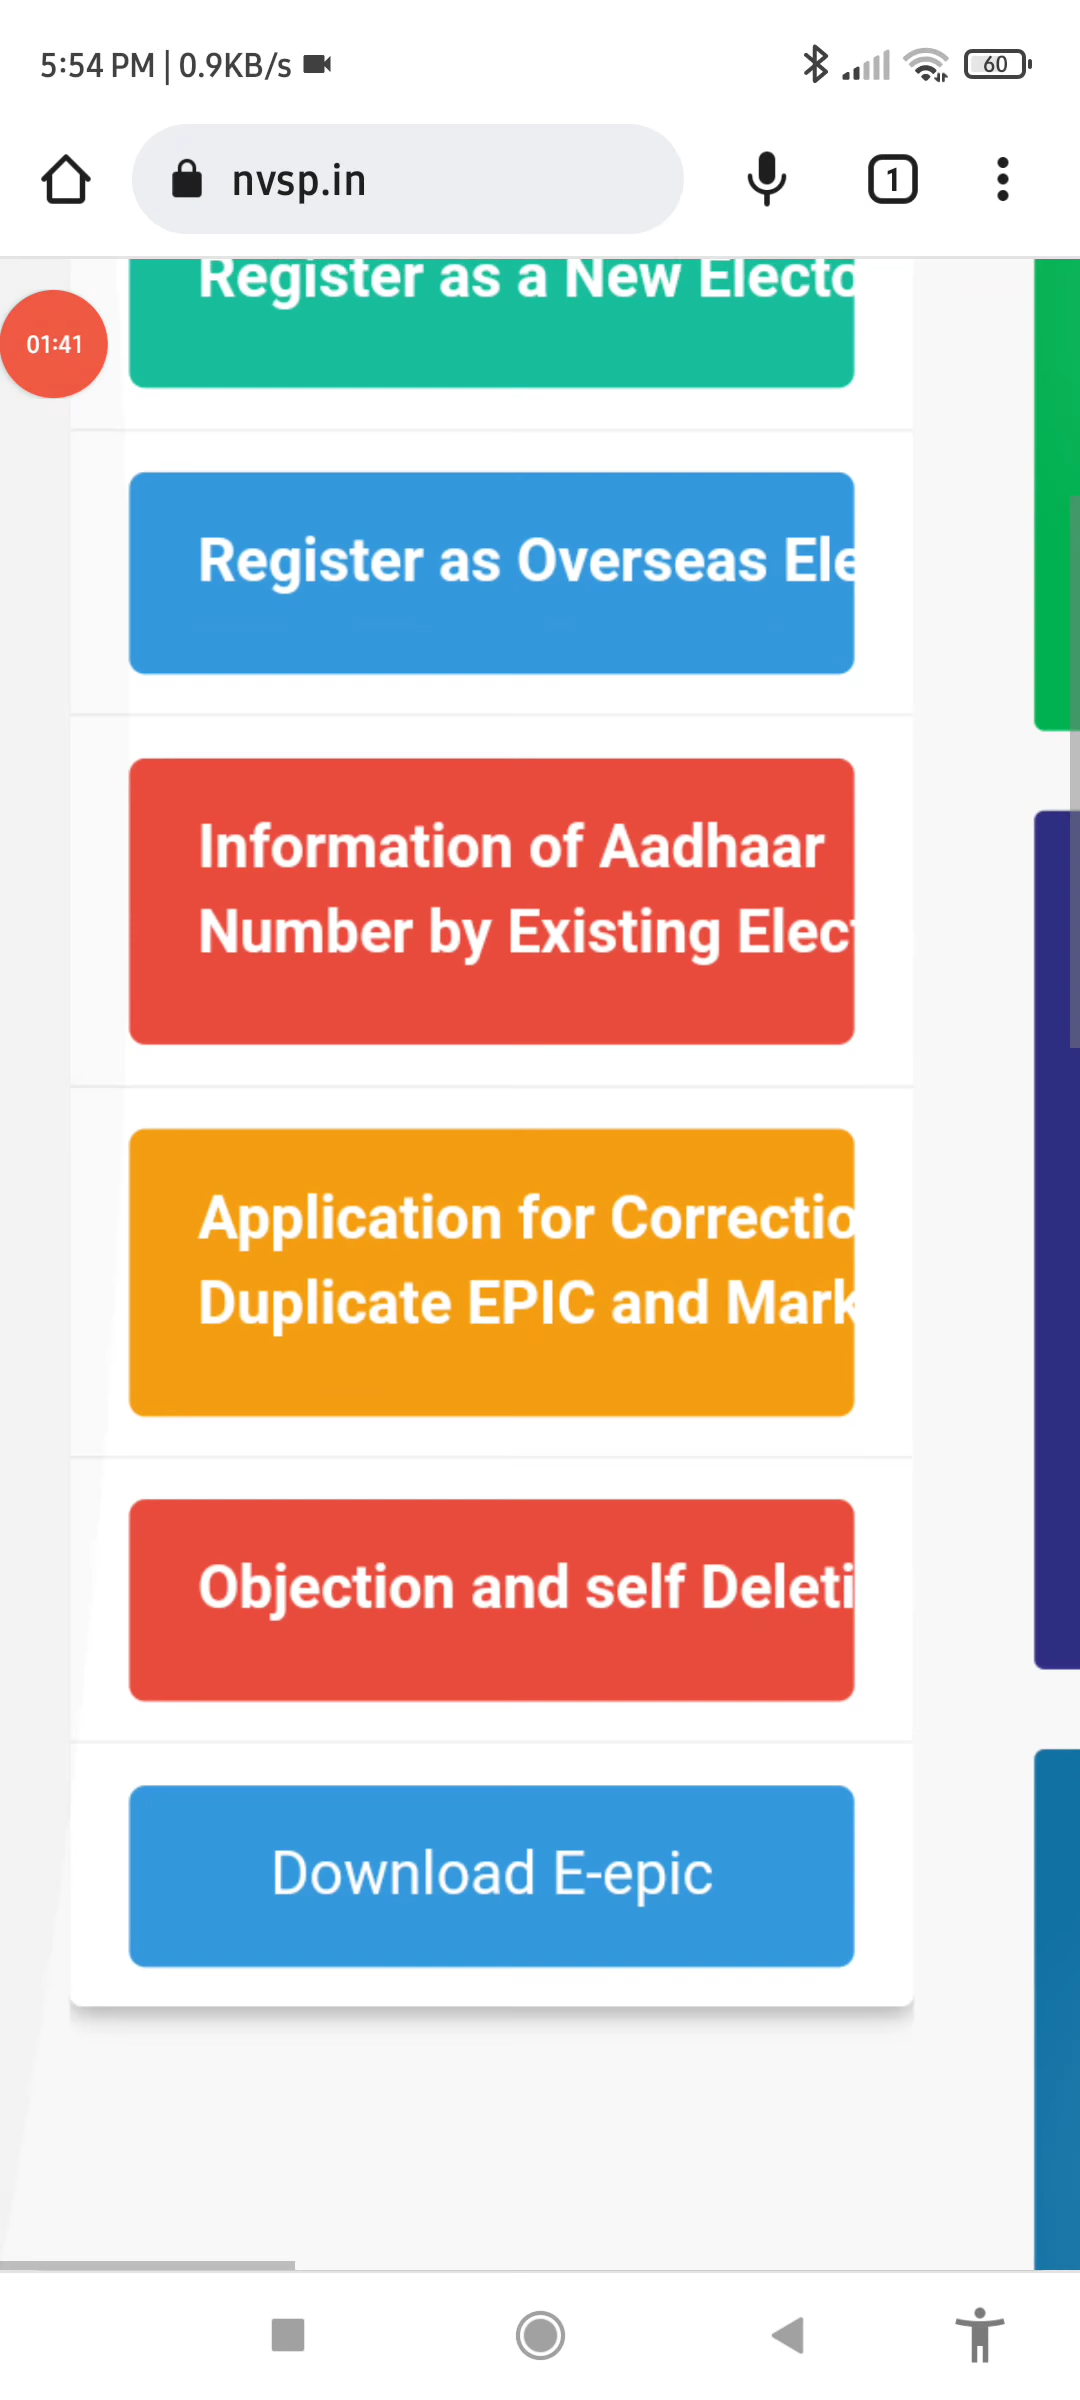 5:54 PM | 0.9KB/s
60
nvsp.in
1
Register as a New Electo
01:41
Register as Overseas Ele
Information of Aadhaar
Number by Existing Elec
Application for Correctio
Duplicate EPIC and Mark
Objection and self Deleti
Download E-epic